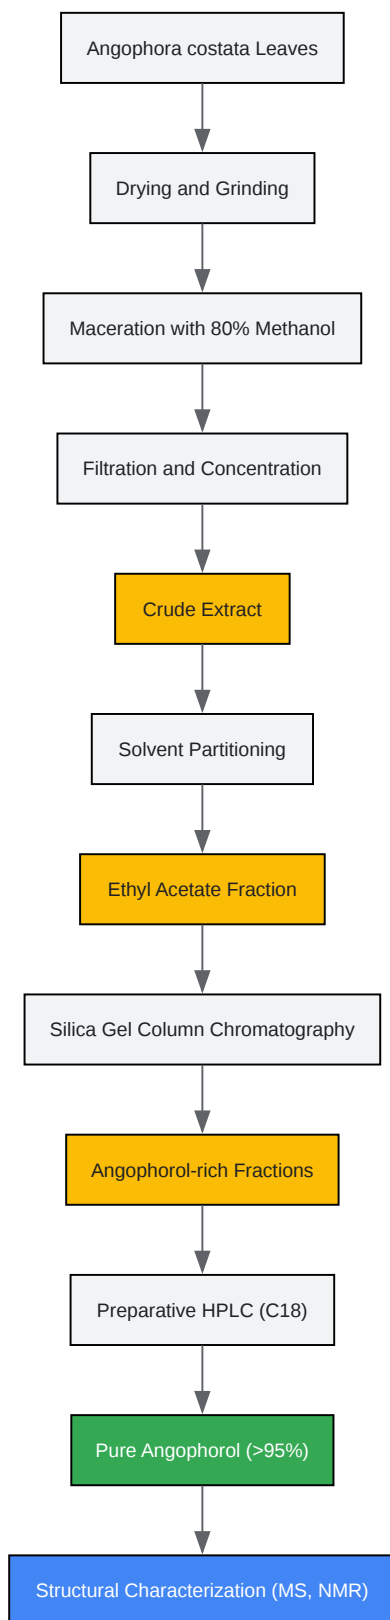 Angophora costata Leaves
Drying and Grinding
Maceration with 80% Methanol
Filtration and Concentration
Crude Extract
Solvent Partitioning
Ethyl Acetate Fraction
Silica Gel Column Chromatography
Angophorol-rich Fractions
Preparative HPLC (C18)
Pure Angophorol (>95%)
Structural Characterization (MS, NMR)